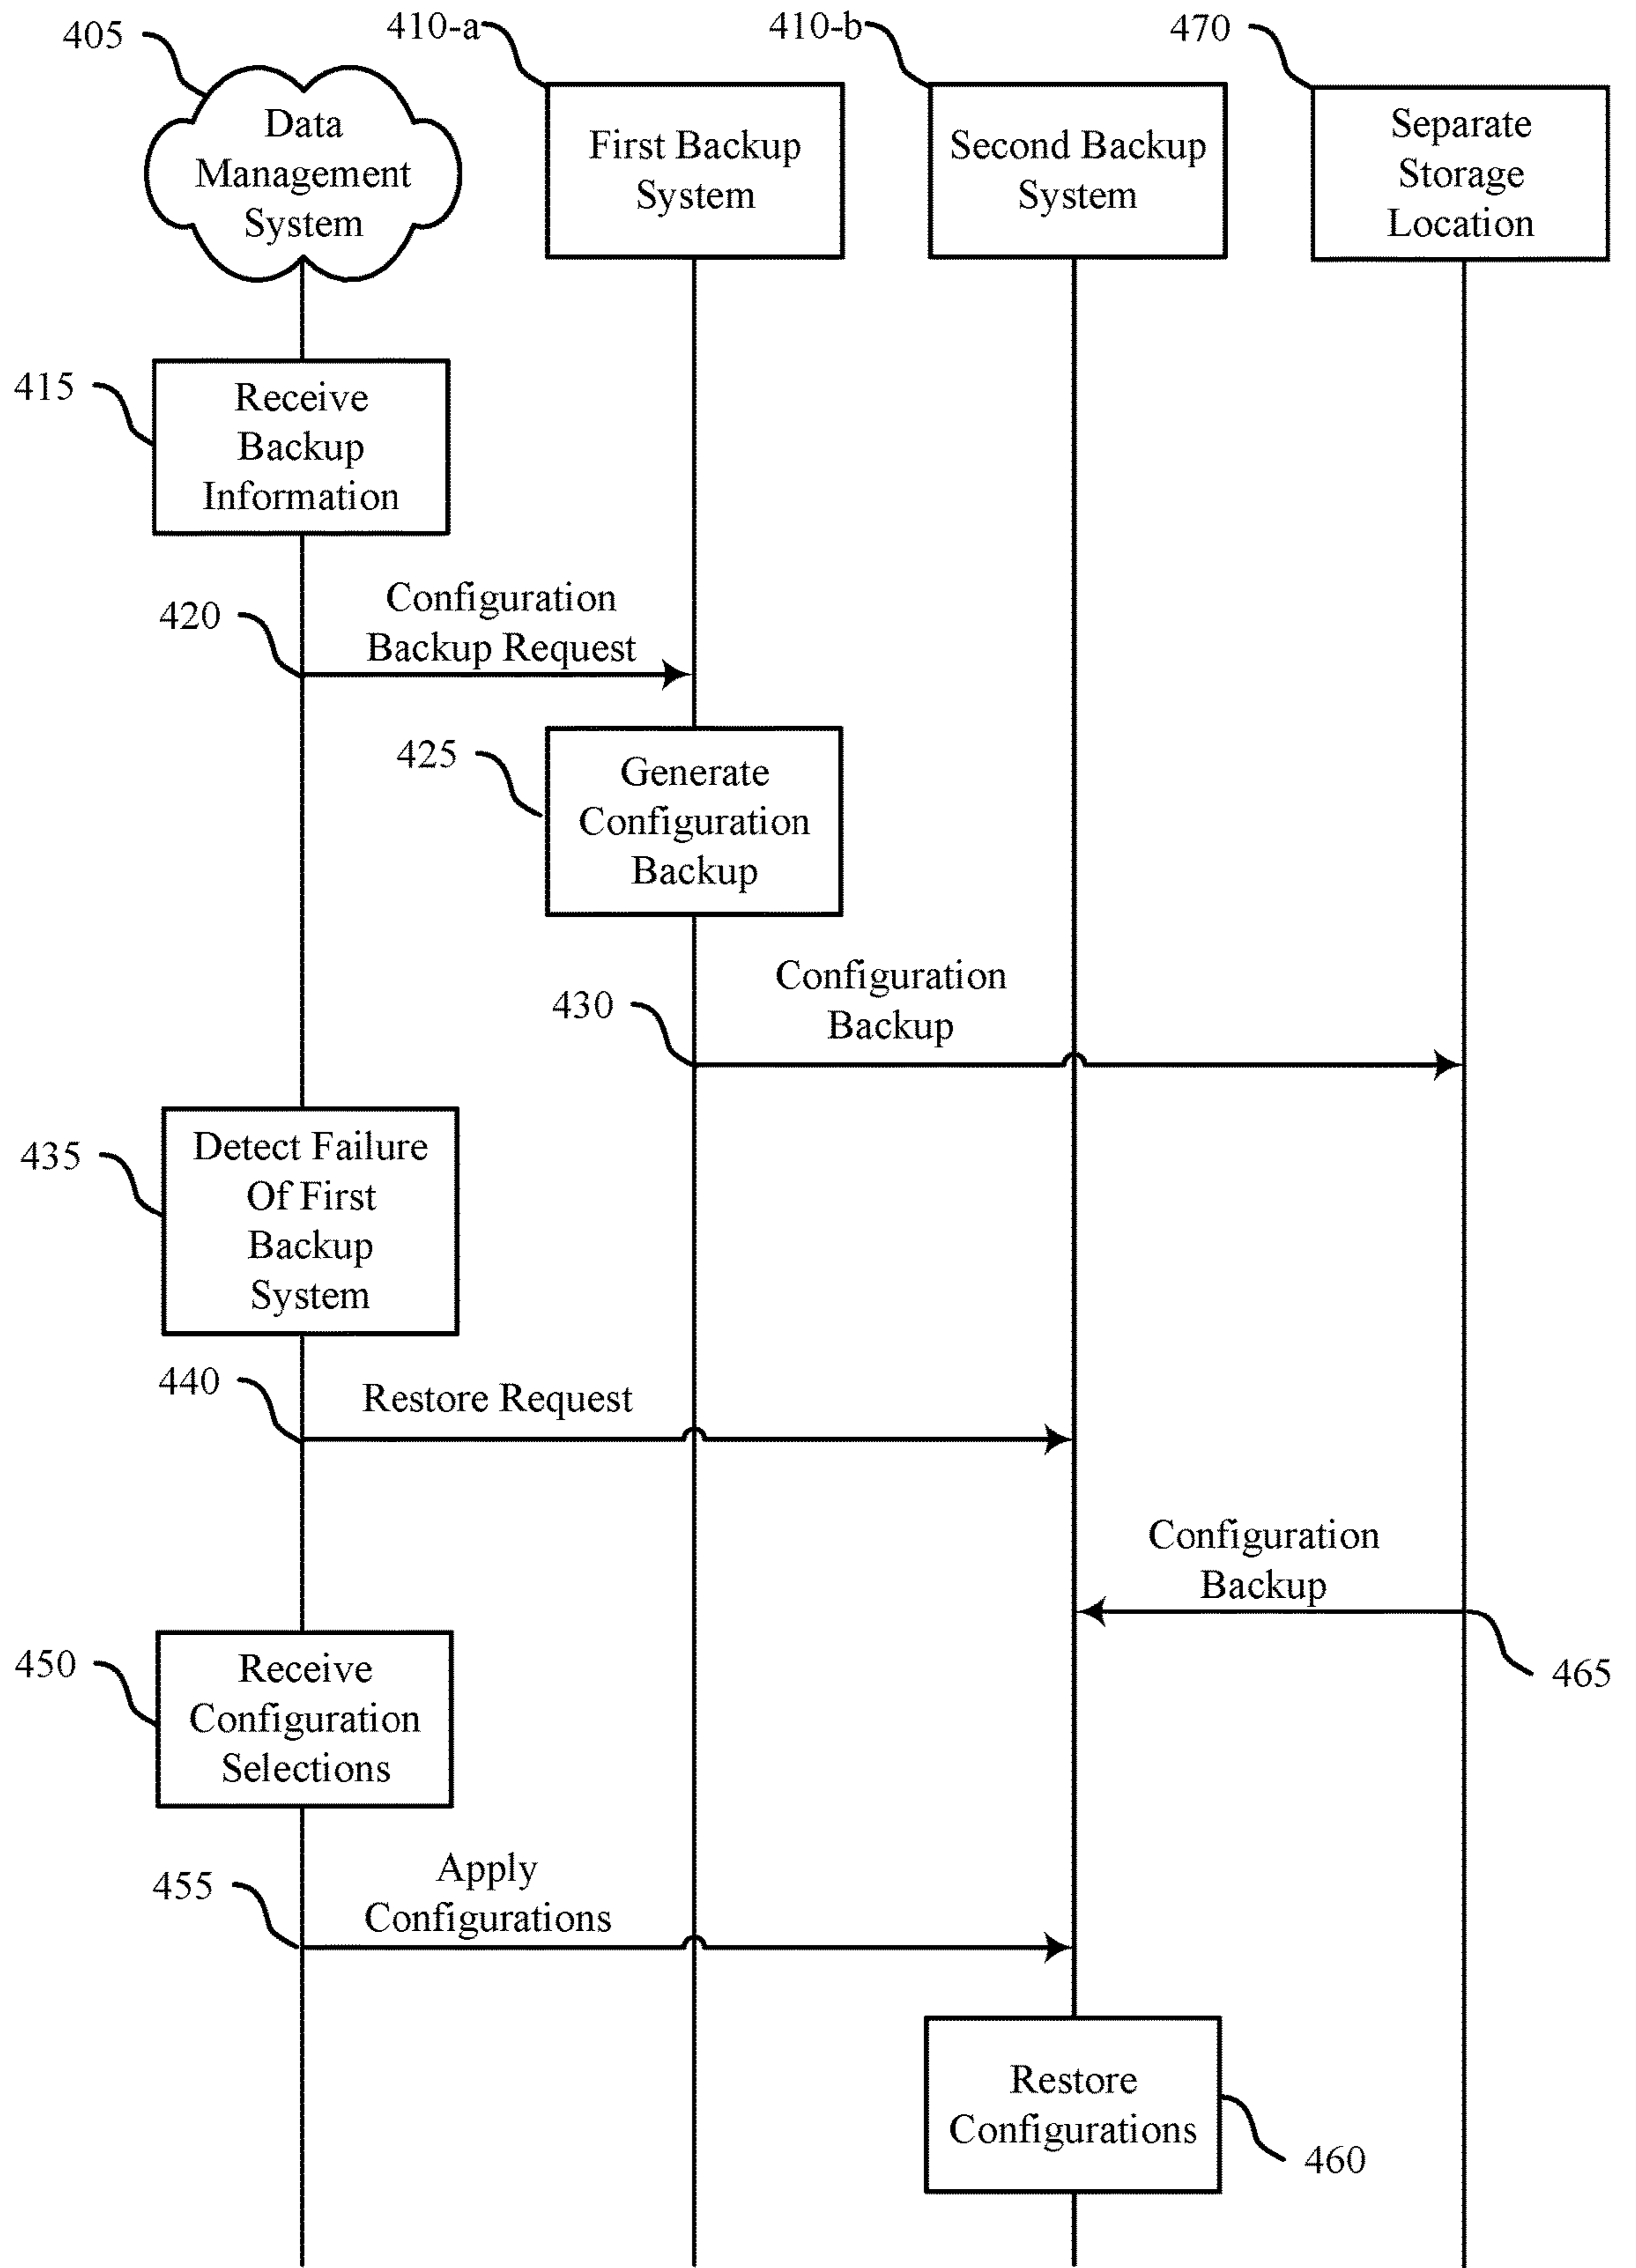 405
410-a
410-b
470
Data
Management
System
First Backup
System
Second Backup
System
Separate
Storage
Location
415
Receive
Backup
Information
420
Configuration
Backup Request
425
Generate
Configuration
Backup
430
Configuration
Backup
435
Detect Failure
Of First
Backup
System
440
Restore Request
Configuration
Backup
465
450
Receive
Configuration
Selections
455
Apply
Configurations
Restore
Configurations
460